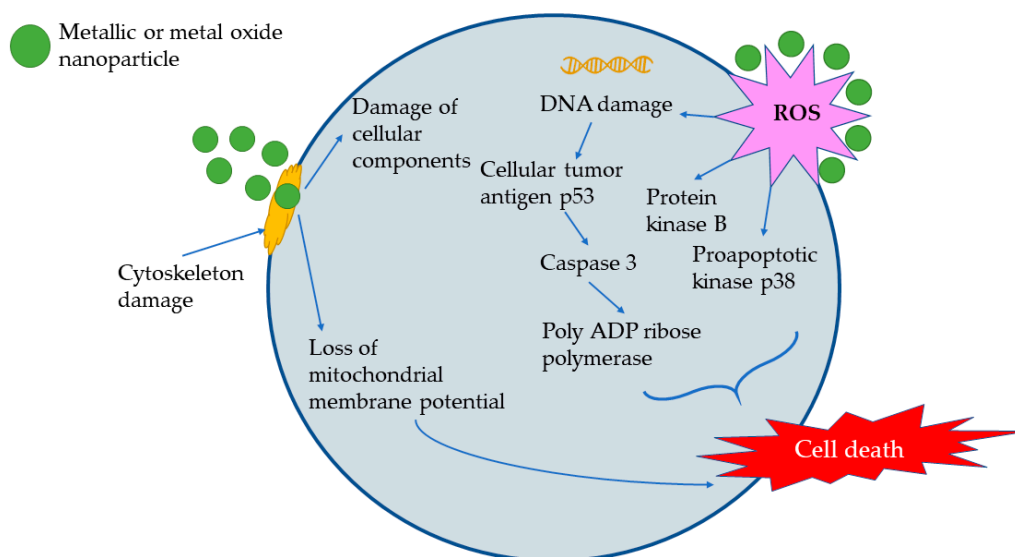 Metallic or metal oxide
nanoparticle
Damage of
cellular
components
DNA damage
ROS
Cellular tumor
antigen p53
Protein
kinase B
Cytoskeleton
damage
Caspase 3
Proapoptotic
kinase p38
Loss of
mitochondrial
membrane potential
Poly ADP ribose
polymerase
Cell death